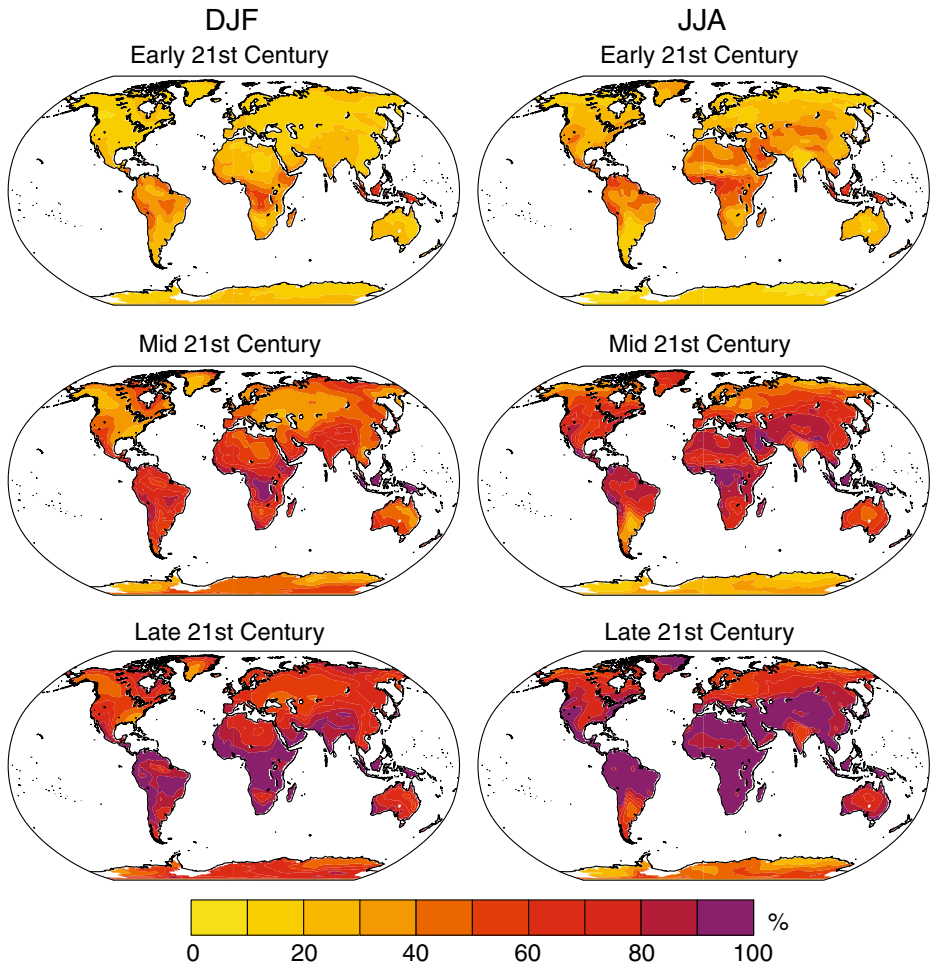 DJF
JJA
Early 21st Century
Early 21st Century
Mid 21st Century
Mid 21st Century
Late 21st Century
Late 21st Century
%
0 20 40 60 80 100